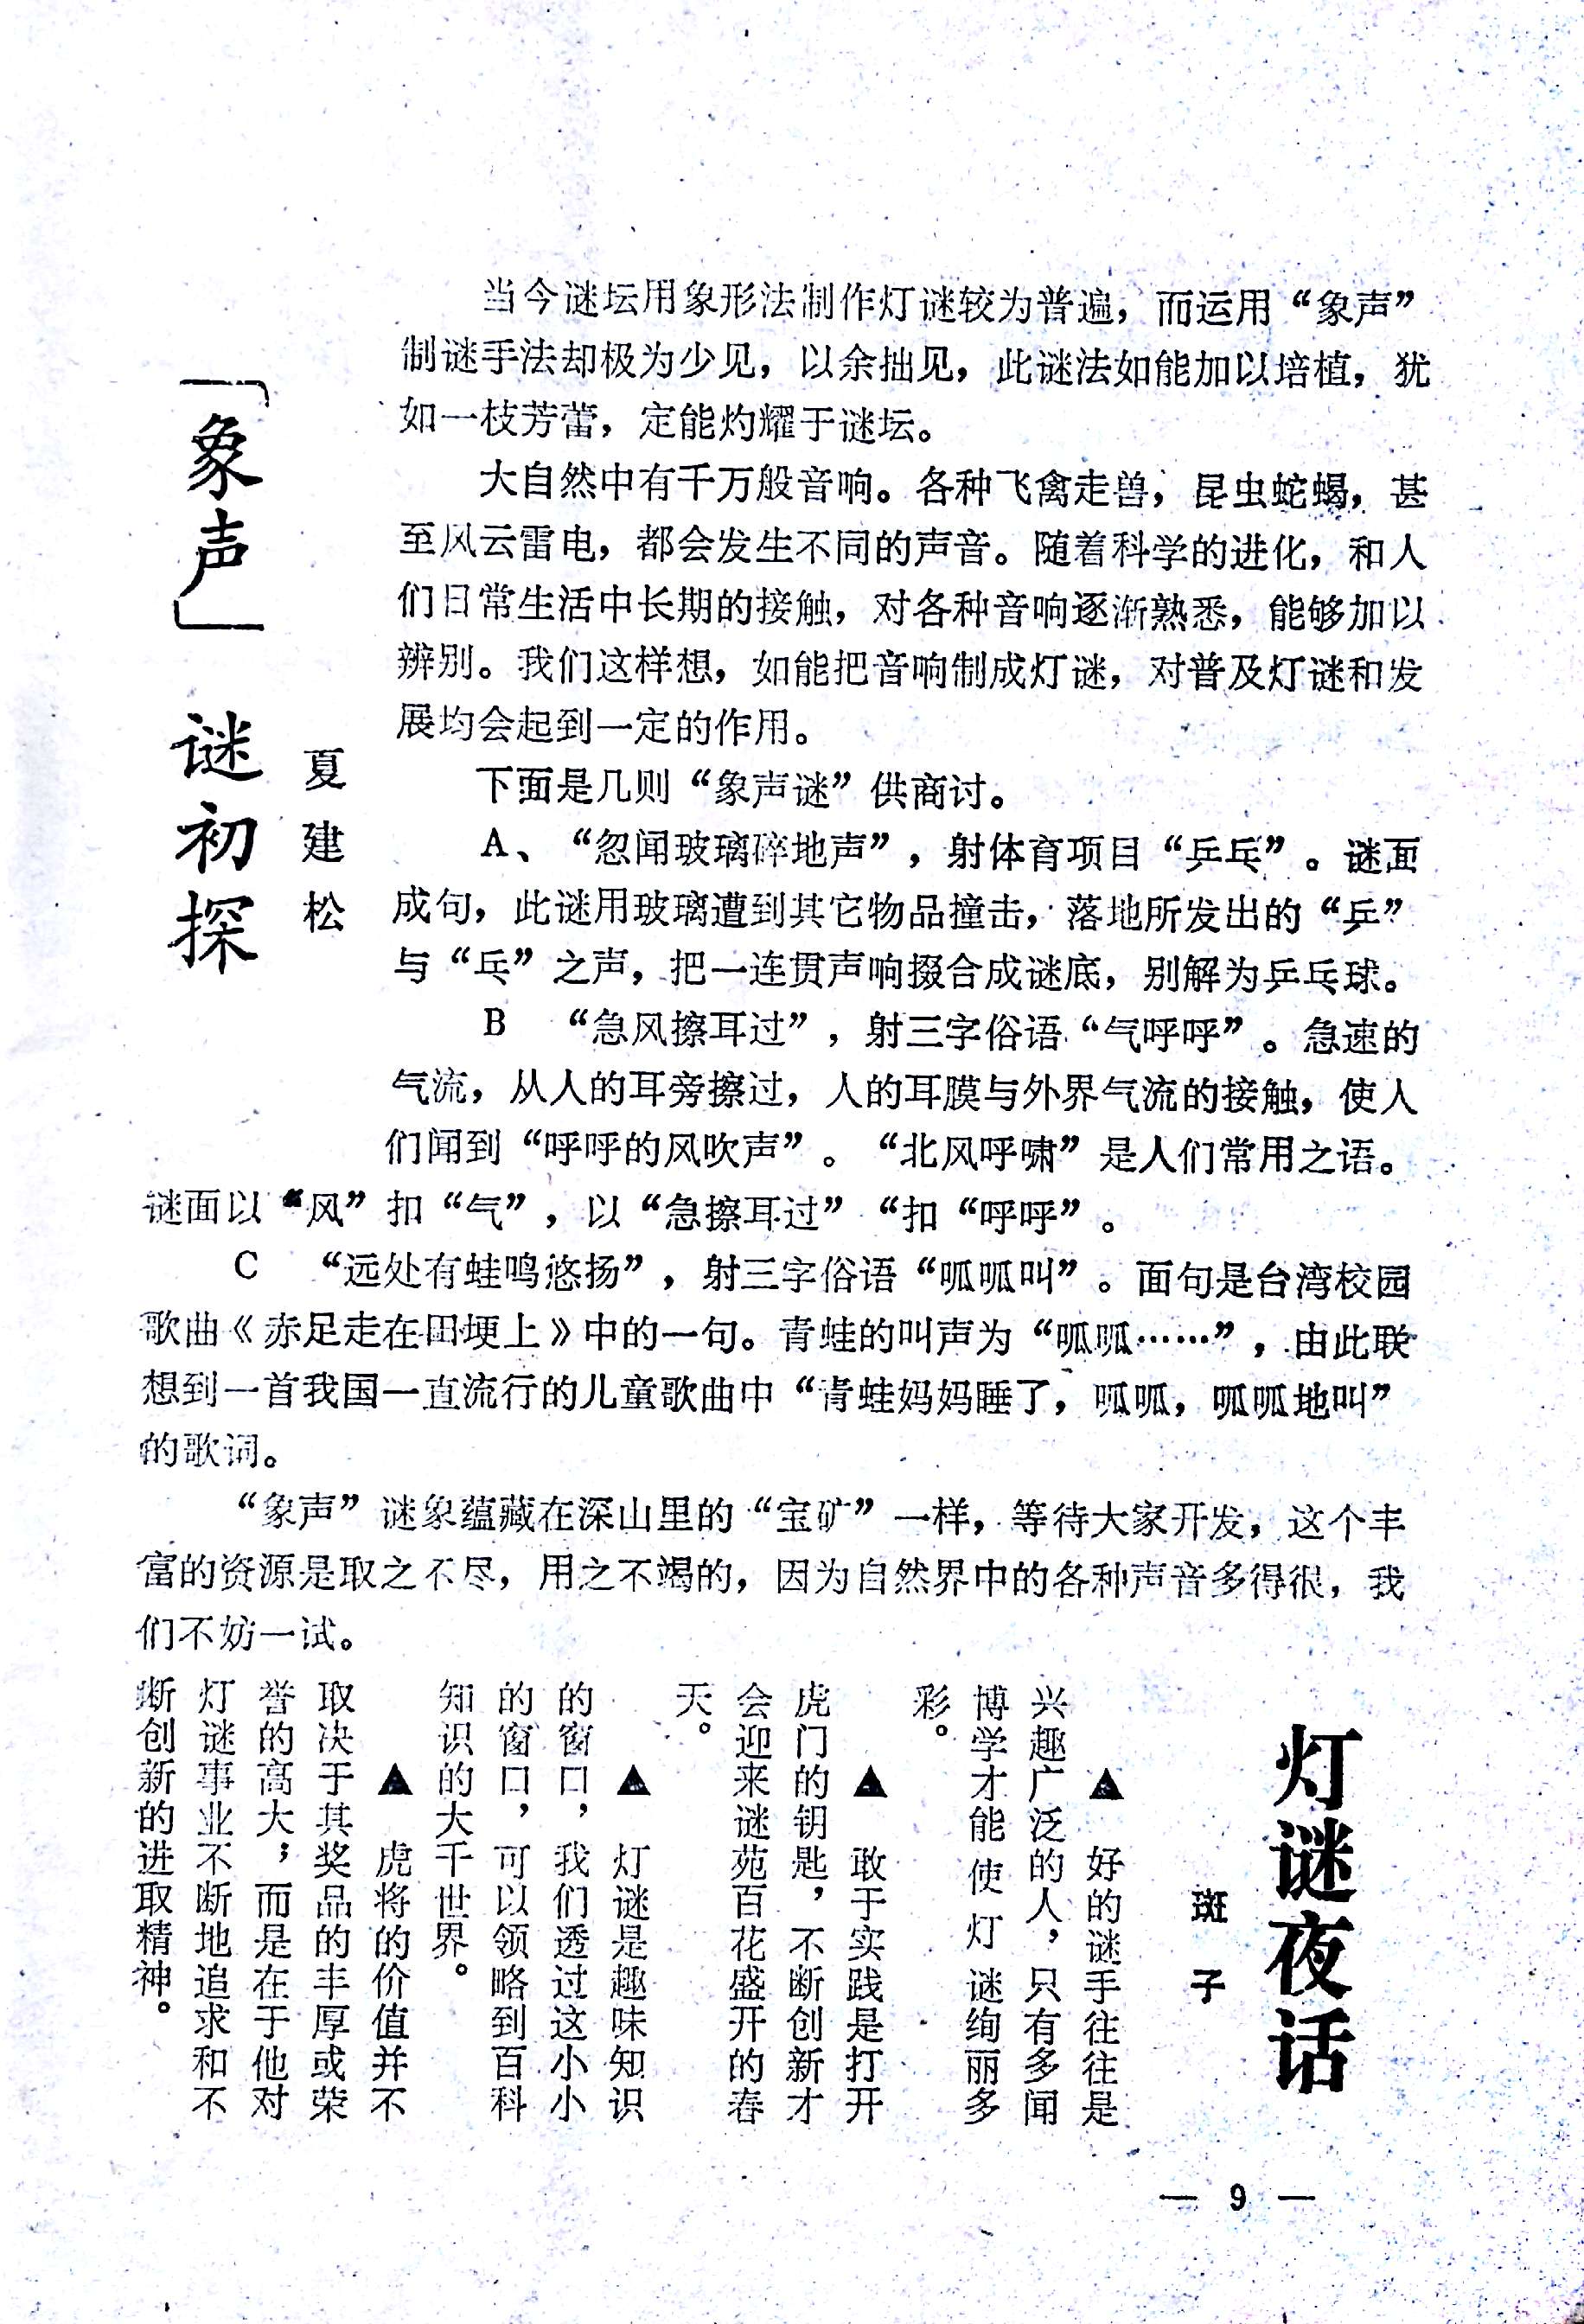 「象声」谜初探
夏建松
当今谜坛用象形法制作灯谜较为普遍，而运用“象声”
制谜手法却极为少见，以余拙见，此谜法如能加以培植，犹
如一枝芳蕾，定能灼耀于谜坛。
大自然中有千万般音响。各种飞禽走兽，昆虫蛇蝎，甚
至风云雷电，都会发生不同的声音。随着科学的进化，和人
们日常生活中长期的接触，对各种音响逐渐熟悉，能够加以
辨别。我们这样想，如能把音响制成灯谜，对普及灯谜和发
展均会起到一定的作用。
下面是几则“象声谜”供商讨。
A、“忽闻玻璃碎地声”，射体育项目“乒乓”。谜面
成句，此谜用玻璃遭到其它物品撞击，落地所发出的“乒”
与“乓”之声，把一连贯声响掇合成谜底，别解为乒乓球。
B “急风擦耳过”，射三字俗语“气呼呼”。急速的
气流，从人的耳旁擦过，人的耳膜与外界气流的接触，使人
们闻到“呼呼的风吹声”。“北风呼啸”是人们常用之语。
谜面以“风”扣“气”，以“急擦耳过”“扣“呼呼”。
C “远处有蛙鸣悠扬”，射三字俗语“呱呱叫”。面句是台湾校园
歌曲《赤足走在田埂上》中的一句。青蛙的叫声为“呱呱……”，由此联
想到一首我国一直流行的儿童歌曲中“青蛙妈妈睡了，呱呱，呱呱地叫”
的歌词。
“象声”谜象蕴藏在深山里的“宝矿”一样，等待大家开发，这个丰
富的资源是取之不尽，用之不竭的，因为自然界中的各种声音多得很，我
们不妨一试。
灯谜夜话
斑子
▲ 好的谜手往往是
兴趣广泛的人，只有多闻
博学才能使灯谜绚丽多
彩。
▲ 敢于实践是打开
虎门的钥匙，不断创新才
会迎来谜苑百花盛开的春
天。
▲ 灯谜是趣味知识
的窗口，我们透过这小小
的窗口，可以领略到百科
知识的大千世界。
▲ 虎将的价值并不
取决于其奖品的丰厚或荣
誉的高大；而是在于他对
灯谜事业不断地追求和不
断创新的进取精神。
— 9 —